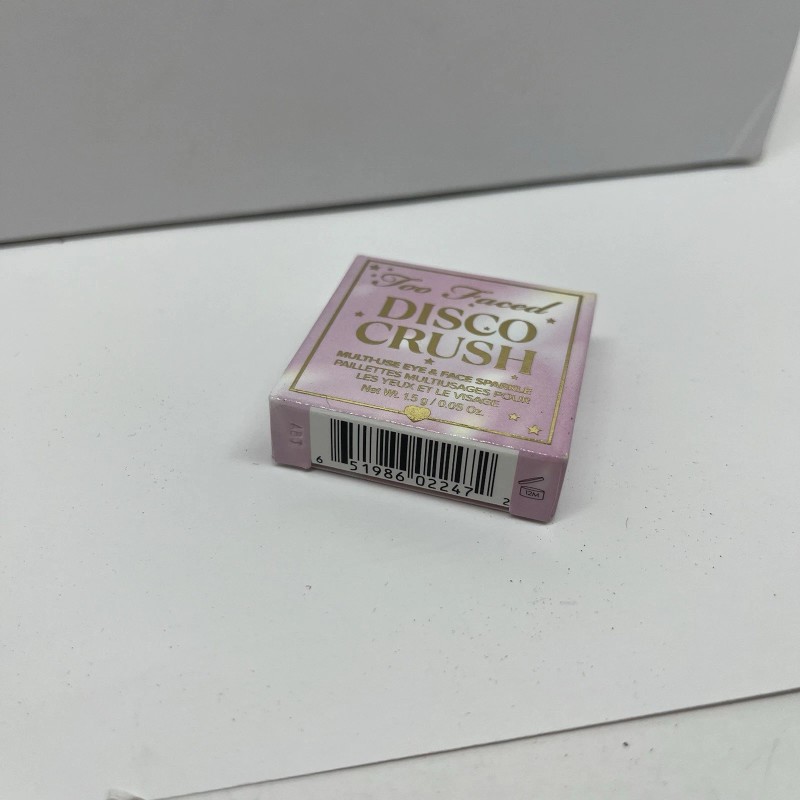 Too Faced
DISCO
CRUSH
MULTI-USE EYE & FACE SPARKLE
PAILLETTES MULTIUSAGES POUR
LES YEUX ET LE VISAGE
Net Wt. 1.5 g / 0.05 Oz.
6 51986 02247 2
12M